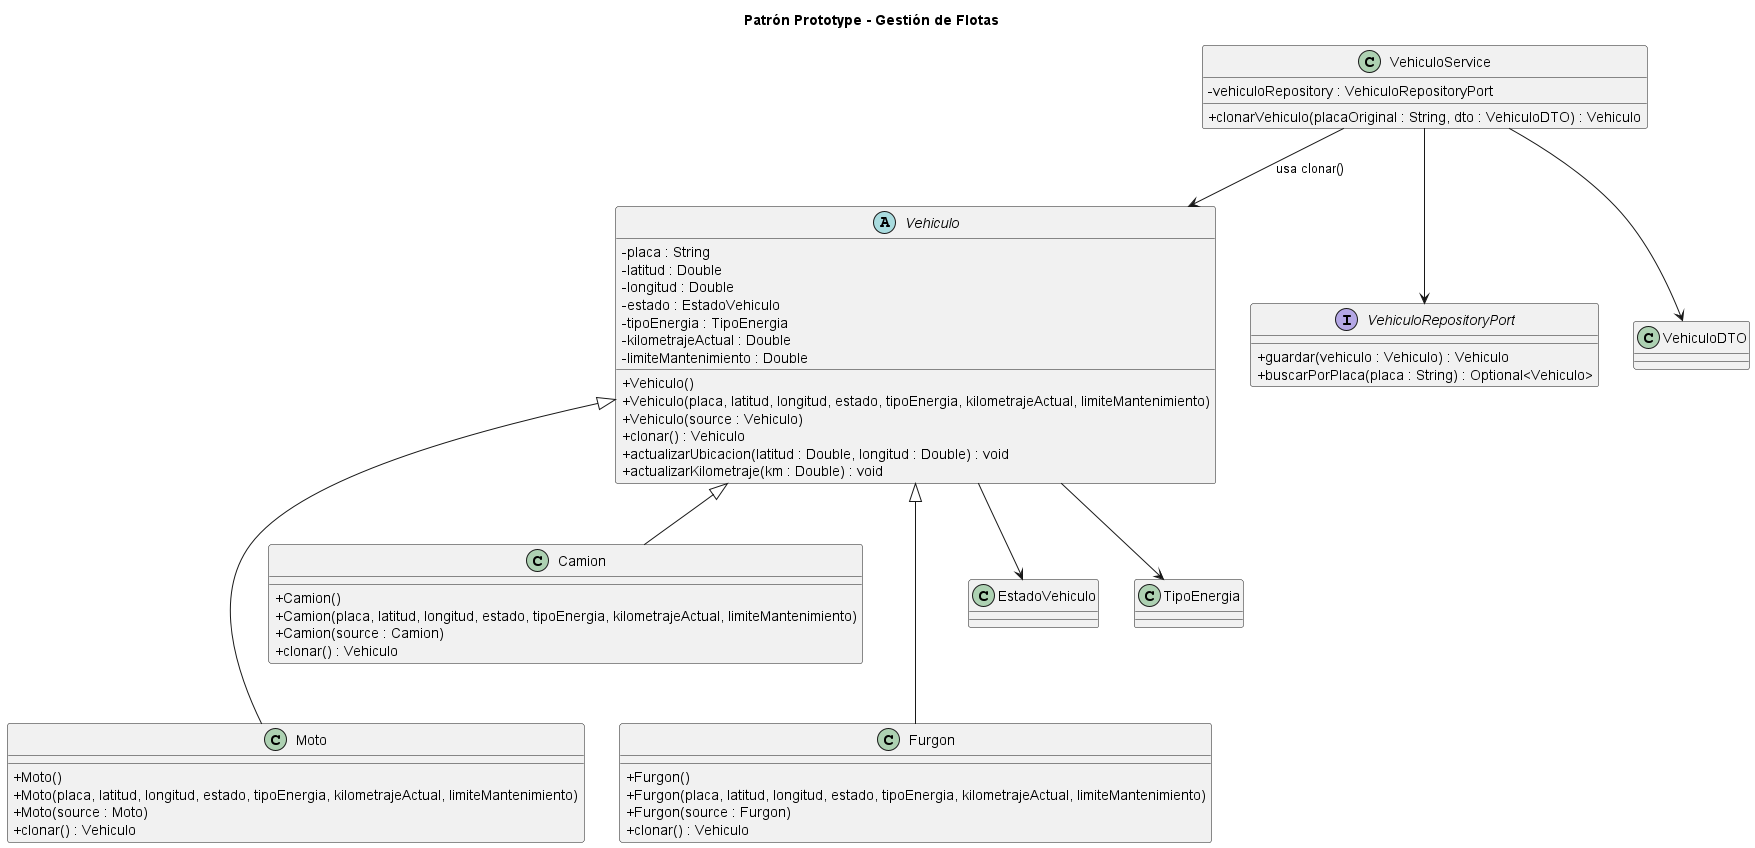 Patrón Prototype - Gestión de Flotas
C VehiculoService
-vehiculoRepository : VehiculoRepositoryPort
+clonarVehiculo(placaOriginal : String, dto : VehiculoDTO) : Vehiculo
usa clonar()
A Vehiculo
-placa : String
-latitud : Double
-longitud : Double
-estado : EstadoVehiculo
-tipoEnergia : TipoEnergia
-kilometrajeActual : Double
-limiteMantenimiento : Double
+Vehiculo()
+Vehiculo(placa, latitud, longitud, estado, tipoEnergia, kilometrajeActual, limiteMantenimiento)
+Vehiculo(source : Vehiculo)
+clonar() : Vehiculo
+actualizarUbicacion(latitud : Double, longitud : Double) : void
+actualizarKilometraje(km : Double) : void
I VehiculoRepositoryPort
+guardar(vehiculo : Vehiculo) : Vehiculo
+buscarPorPlaca(placa : String) : Optional<Vehiculo>
C VehiculoDTO
C Camion
+Camion()
+Camion(placa, latitud, longitud, estado, tipoEnergia, kilometrajeActual, limiteMantenimiento)
+Camion(source : Camion)
+clonar() : Vehiculo
C EstadoVehiculo
C TipoEnergia
C Moto
+Moto()
+Moto(placa, latitud, longitud, estado, tipoEnergia, kilometrajeActual, limiteMantenimiento)
+Moto(source : Moto)
+clonar() : Vehiculo
C Furgon
+Furgon()
+Furgon(placa, latitud, longitud, estado, tipoEnergia, kilometrajeActual, limiteMantenimiento)
+Furgon(source : Furgon)
+clonar() : Vehiculo